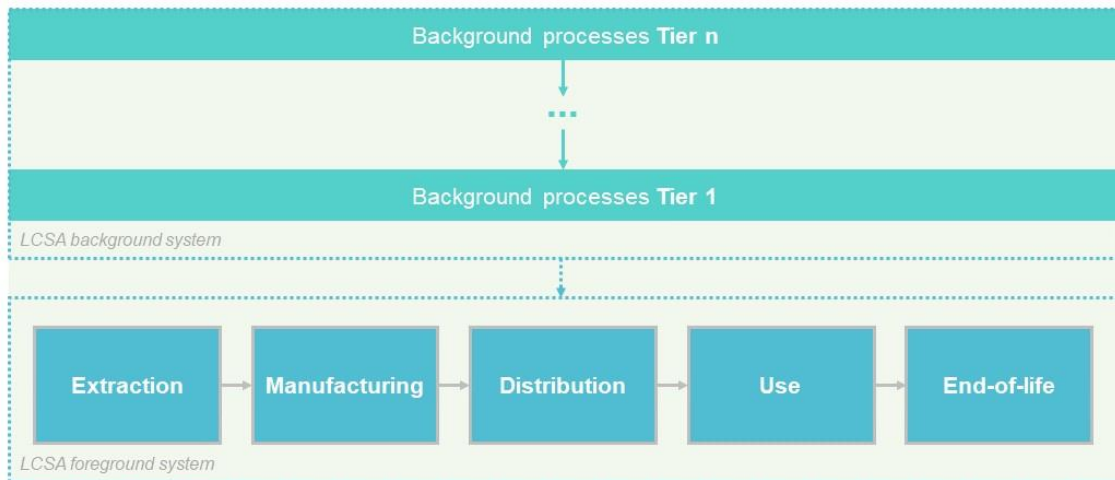 Background processes Tier n
...
Background processes Tier 1
LCSA background system
Extraction
Manufacturing
Distribution
Use
End-of-life
LCSA foreground system